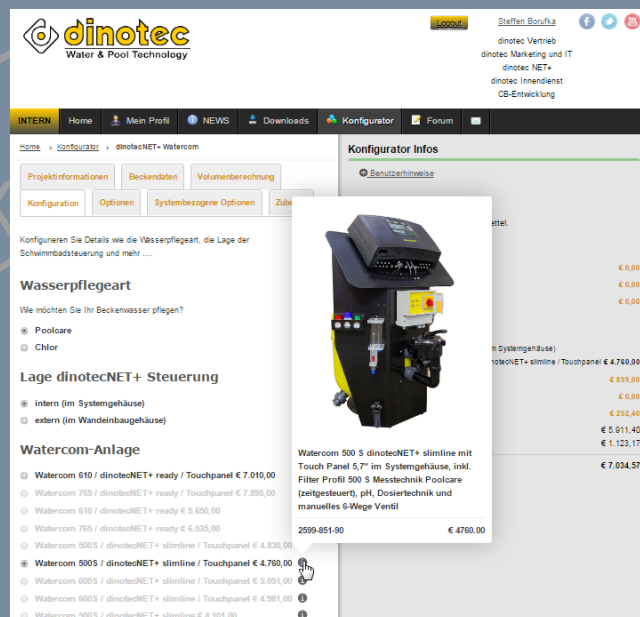 dinotec
Water & Pool Technology
Logout
Steffen Borufka
dinotec Vertrieb
dinotec Marketing und IT
dinotec NET+
dinotec Innendienst
CB-Entwicklung
INTERN Home Mein Profil NEWS Downloads Konfigurator Forum
Home Konfigurator dinotecNET+ Watercom
Projektinformationen Beckendaten Volumenberechnung
Konfiguration Optionen Systembezogene Optionen
Konfigurieren Sie Details wie die Wasserpflegeart, die Lage der
Schwimmbadsteuerung und mehr ....
Wasserpflegeart
Wie möchten Sie Ihr Beckenwasser pflegen?
Poolcare
Chlor
Lage dinotecNET+ Steuerung
intern (im Systemgehäuse)
extern (im Wandeinbaugehäuse)
Watercom-Anlage
Watercom 610 / dinotecNET+ ready / Touchpanel € 7.010,00
Watercom 765 / dinotecNET+ ready / Touchpanel € 7.895,00
Watercom 610 / dinotecNET+ ready € 5.650,00
Watercom 765 / dinotecNET+ ready € 6.535,00
Watercom 500S / dinotecNET+ slimline / Touchpanel € 4.830,00
Watercom 500S / dinotecNET+ slimline / Touchpanel € 4.760,00
Watercom 600S / dinotecNET+ slimline / Touchpanel € 5.051,00
Watercom 600S / dinotecNET+ slimline / Touchpanel € 4.981,00
Watercom 500S / dinotecNET+ slimline € 4.101,00
Watercom 500 S dinotecNET+ slimline mit
Touch Panel 5,7" im Systemgehäuse, inkl.
Filter Profil 500 S Messtechnik Poolcare
(zeitgesteuert), pH, Dosiertechnik und
manuelles 6-Wege Ventil
2599-851-90 € 4760.00
Konfigurator Infos
Benutzerhinweise
€ 0,00
€ 0,00
€ 0,00
Systemgehäuse)
slimline / Touchpanel € 4.760,00
€ 899,00
€ 0,00
€ 252,40
€ 5.911,40
€ 1.123,17
€ 7.034,57